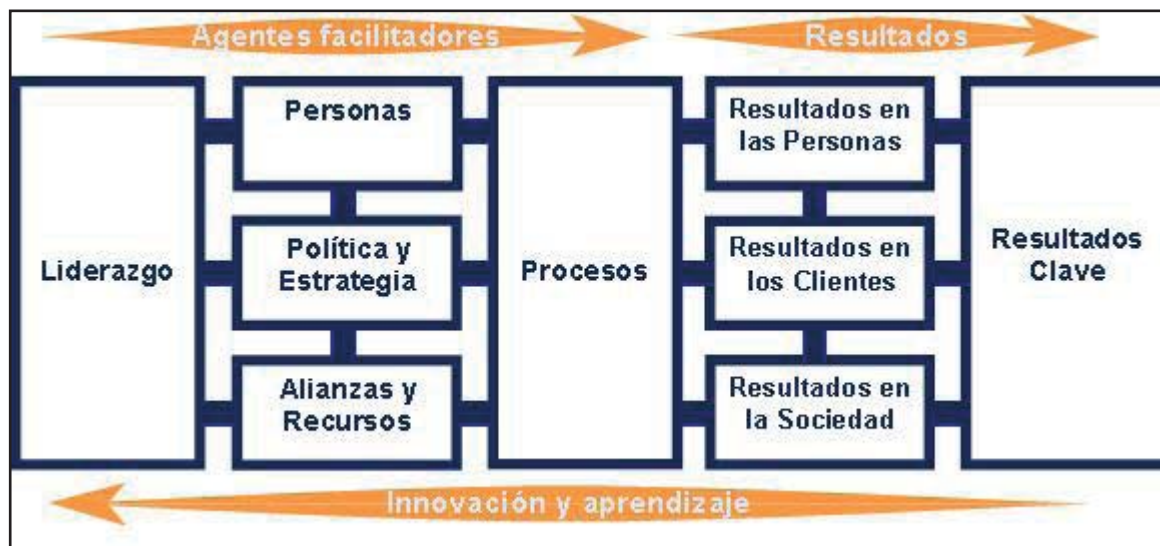 Agentes facilitadores
Resultados
Liderazgo
Personas
Política y
Estrategia
Alianzas y
Recursos
Procesos
Resultados en
las Personas
Resultados en
los Clientes
Resultados en
la Sociedad
Resultados
Clave
Innovación y aprendizaje